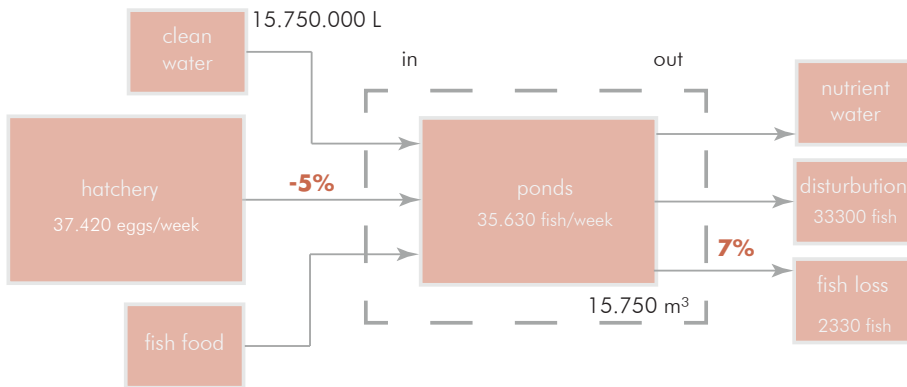 15.750.000 L
clean
water
in
out
nutrient
water
hatchery
37.420 eggs/week
-5%
ponds
35.630 fish/week
disturbution
33300 fish
7%
fish loss
2330 fish
15.750 m³
fish food